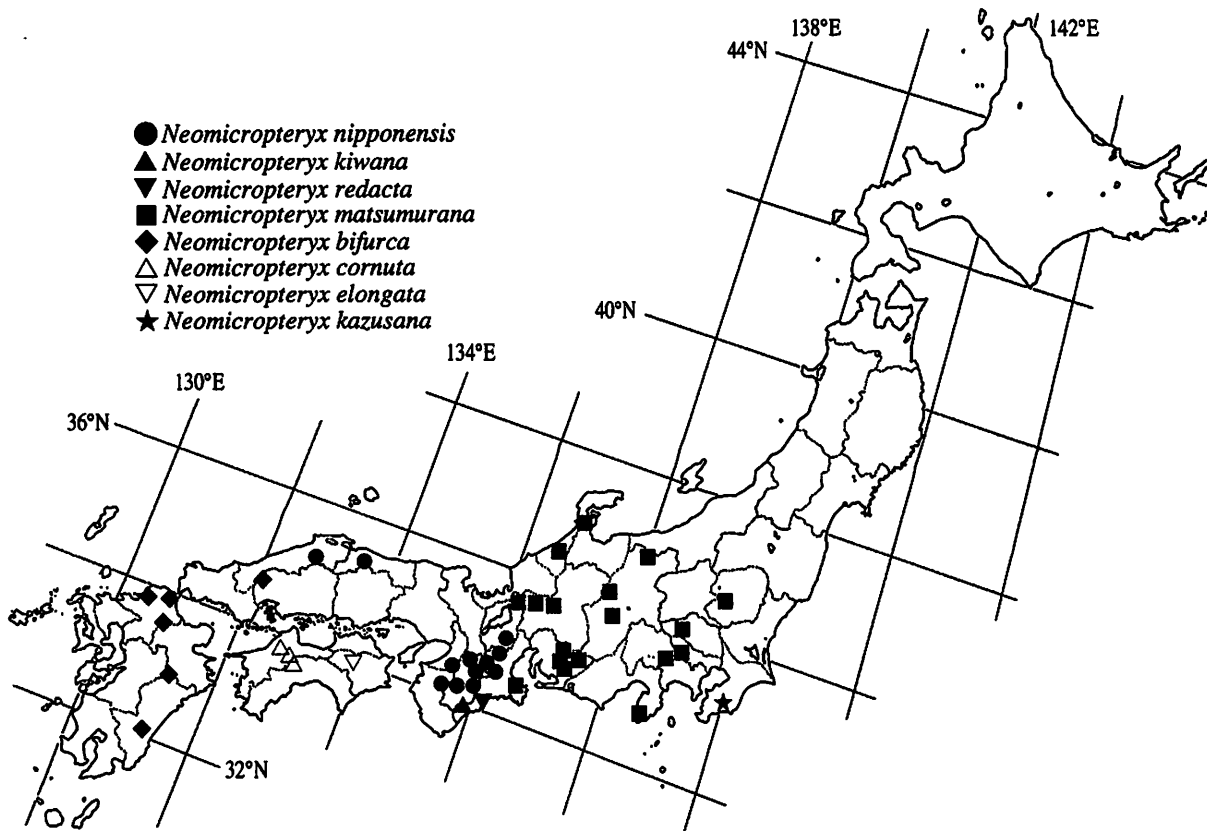 138°E
142°E
44°N
Neomicropteryx nipponensis
Neomicropteryx kiwana
Neomicropteryx redacta
Neomicropteryx matsumurana
Neomicropteryx bifurca
Neomicropteryx cornuta
Neomicropteryx elongata
Neomicropteryx kazusana
40°N
134°E
130°E
36°N
32°N